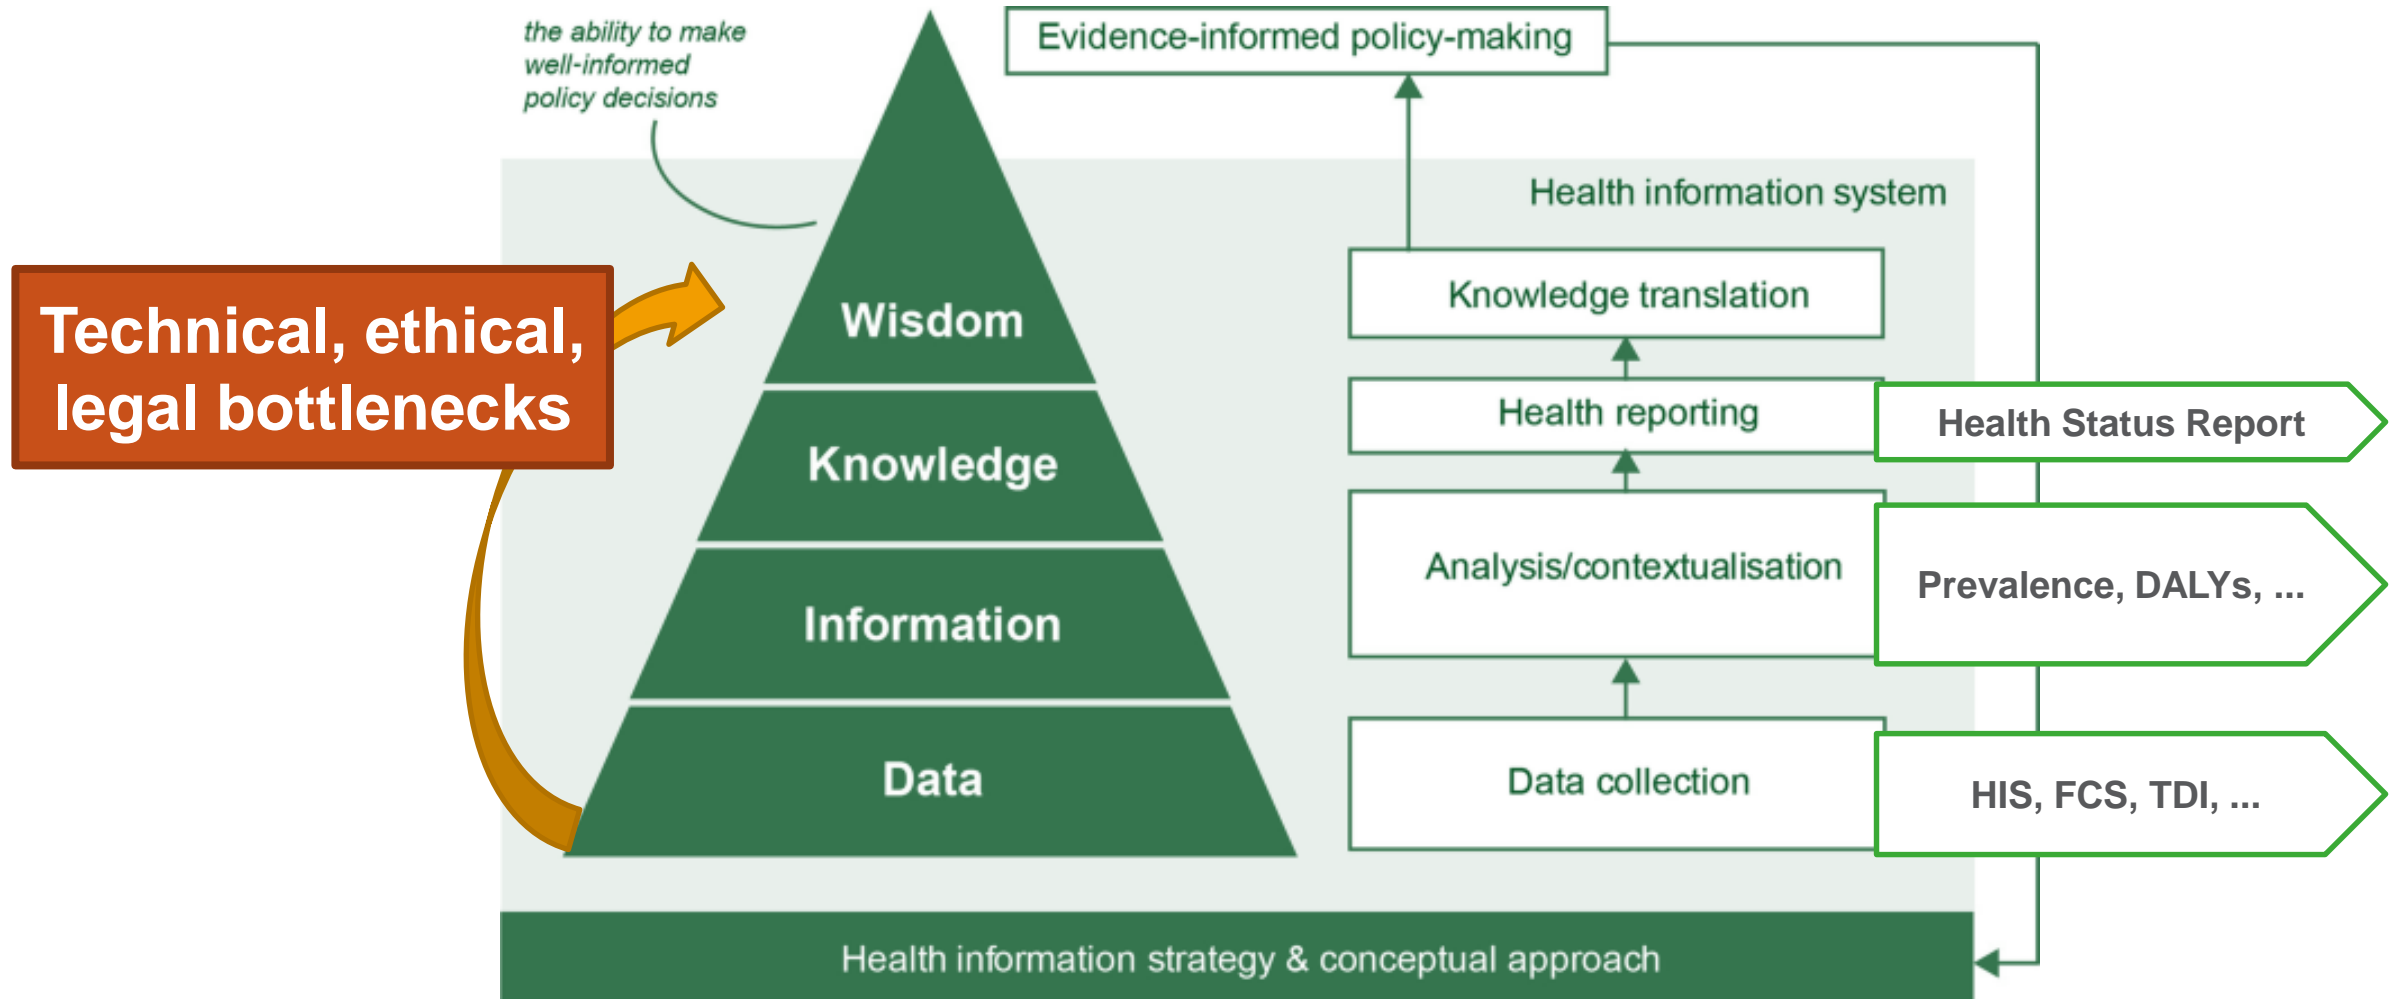 the ability to make
well-informed
policy decisions
Evidence-informed policy-making
Health information system
Technical, ethical,
legal bottlenecks
Wisdom
Knowledge
Information
Data
Knowledge translation
Health reporting
Health Status Report
Analysis/contextualisation
Prevalence, DALYs, ...
Data collection
HIS, FCS, TDI, ...
Health information strategy & conceptual approach